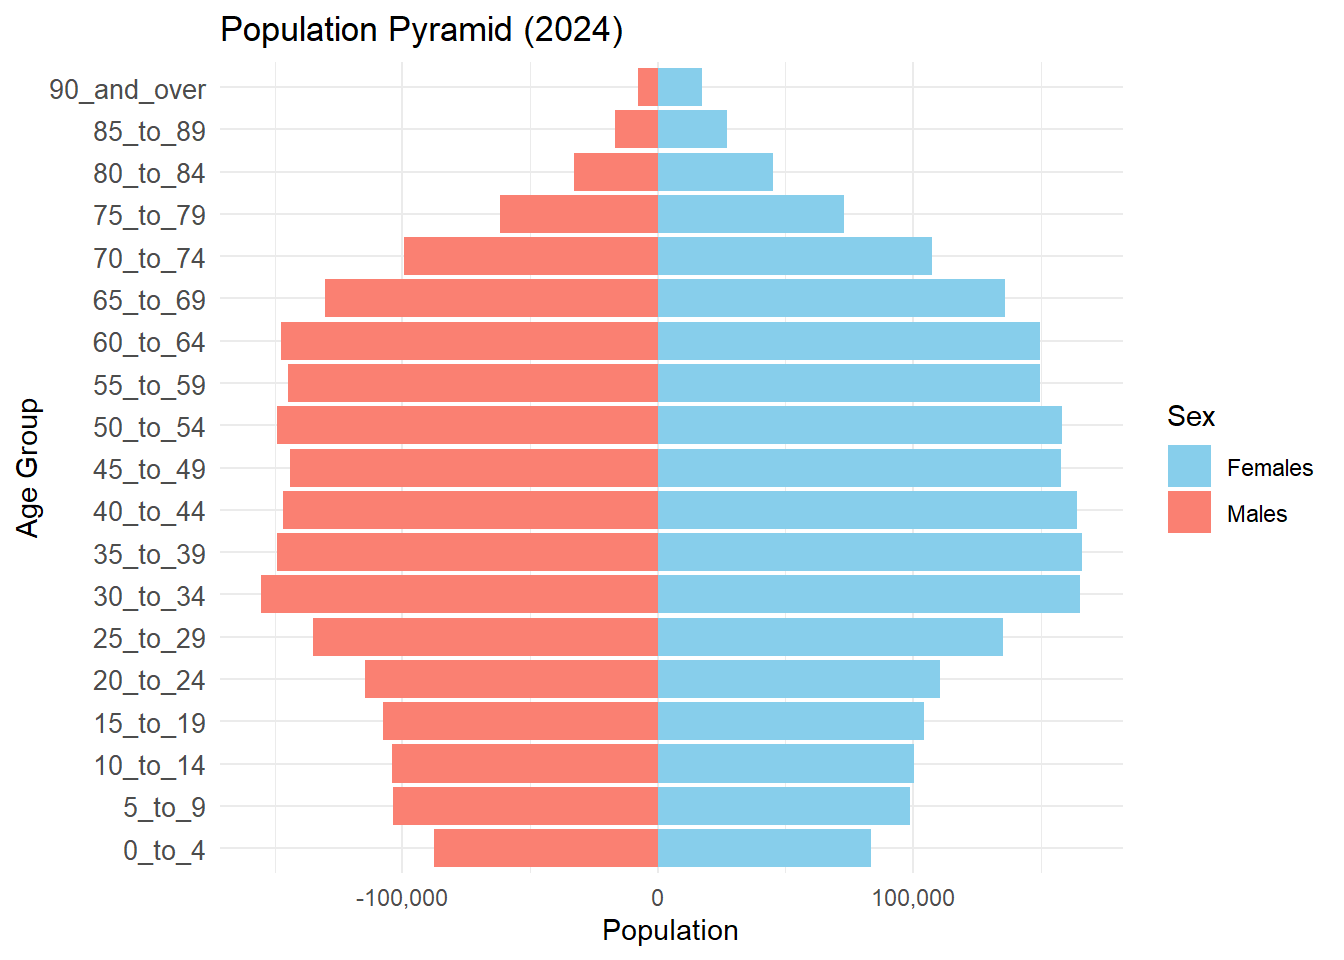 Population Pyramid (2024)
90_and_over
85_to_89
80_to_84
75_to_79
70_to_74
65_to_69
60_to_64
55_to_59
50_to_54
45_to_49
40_to_44
35_to_39
30_to_34
25_to_29
20_to_24
15_to_19
10_to_14
5_to_9
0_to_4
Age Group
-100,000 0 100,000
Population
Sex
Females
Males